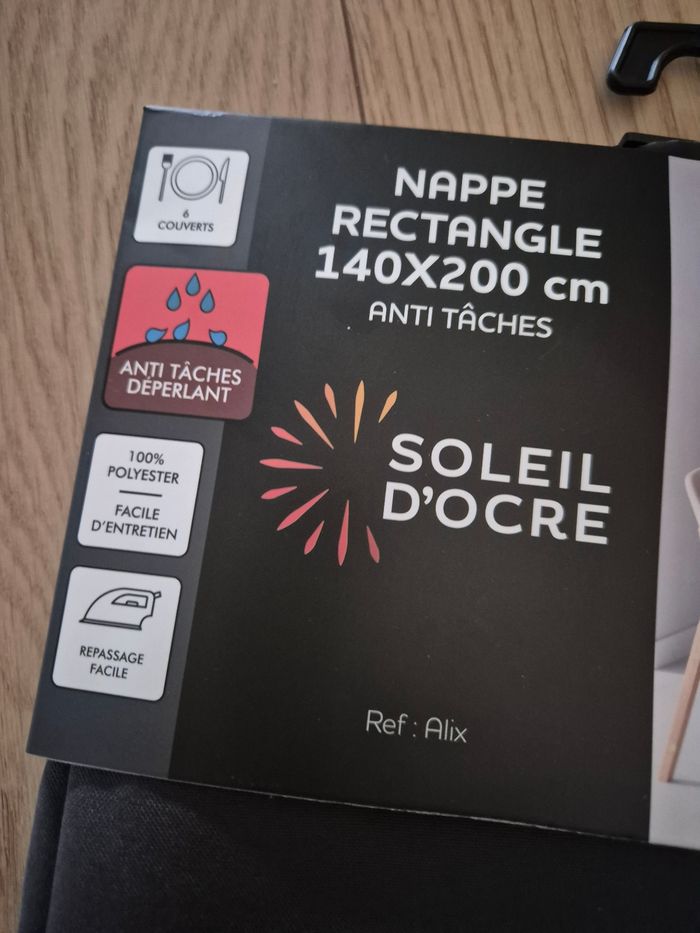 6
COUVERTS
ANTI TÂCHES
DÉPERLANT
100%
POLYESTER
FACILE
D'ENTRETIEN
REPASSAGE
FACILE
NAPPE
RECTANGLE
140X200 cm
ANTI TÂCHES
SOLEIL
D'OCRE
Ref : Alix